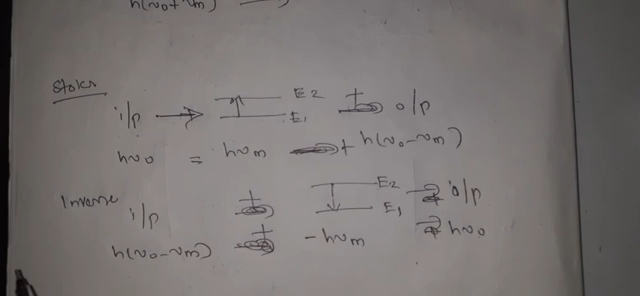 h(ν0+νm)
Stokes
i/p → E2 E1 + o/p
hν0 = hνm + h(ν0-νm)
Inverse
i/p + E2 E1 = o/p
h(ν0-νm) + - hνm = hν0